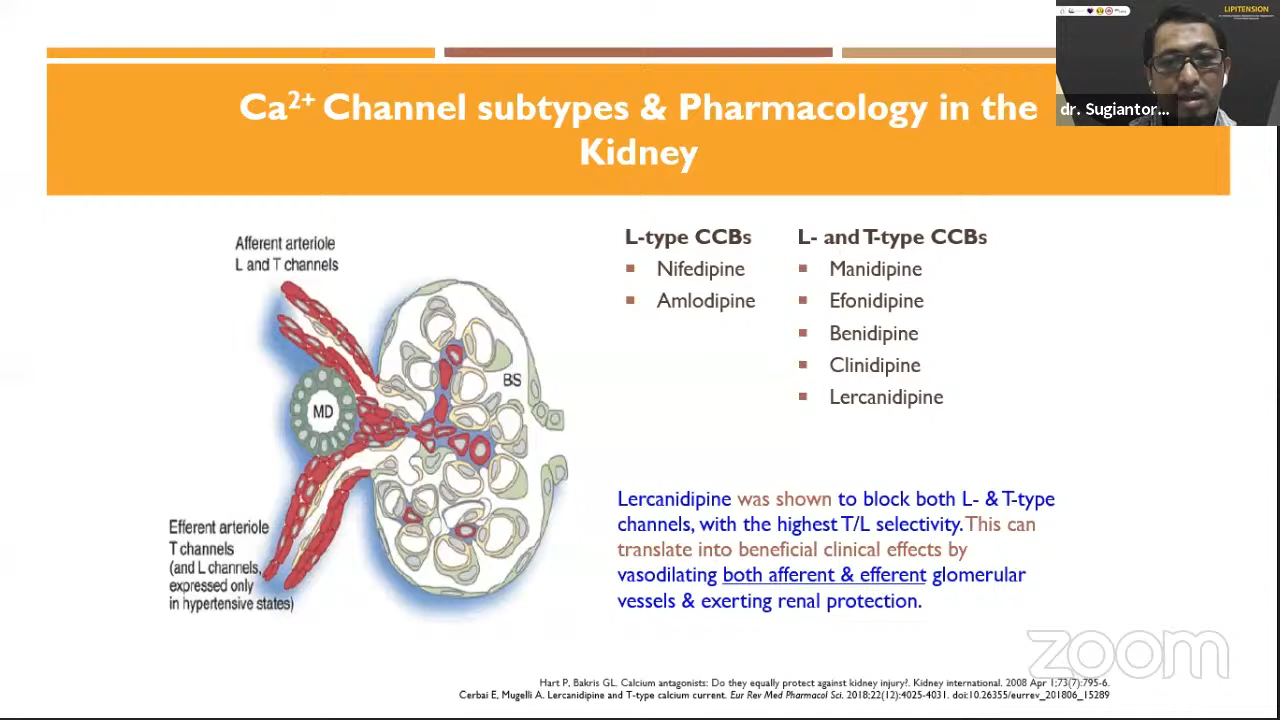 LIPITENSION
dr. Sugiantor...
Ca²⁺ Channel subtypes & Pharmacology in the
Kidney
Afferent arteriole
L and T channels
BS
MD
Efferent arteriole
T channels
(and L channels,
expressed only
in hypertensive states)
L-type CCBs
▪ Nifedipine
▪ Amlodipine
L- and T-type CCBs
▪ Manidipine
▪ Efonidipine
▪ Benidipine
▪ Clinidipine
▪ Lercanidipine
Lercanidipine was shown to block both L- & T-type
channels, with the highest T/L selectivity. This can
translate into beneficial clinical effects by
vasodilating both afferent & efferent glomerular
vessels & exerting renal protection.
zoom
Hart P, Bakris GL. Calcium antagonists: Do they equally protect against kidney injury?. Kidney international. 2008 Apr 1;73(7):795-6.
Cerbai E, Mugelli A. Lercanidipine and T-type calcium current. Eur Rev Med Pharmacol Sci. 2018;22(12):4025-4031. doi:10.26355/eurrev_201806_15289